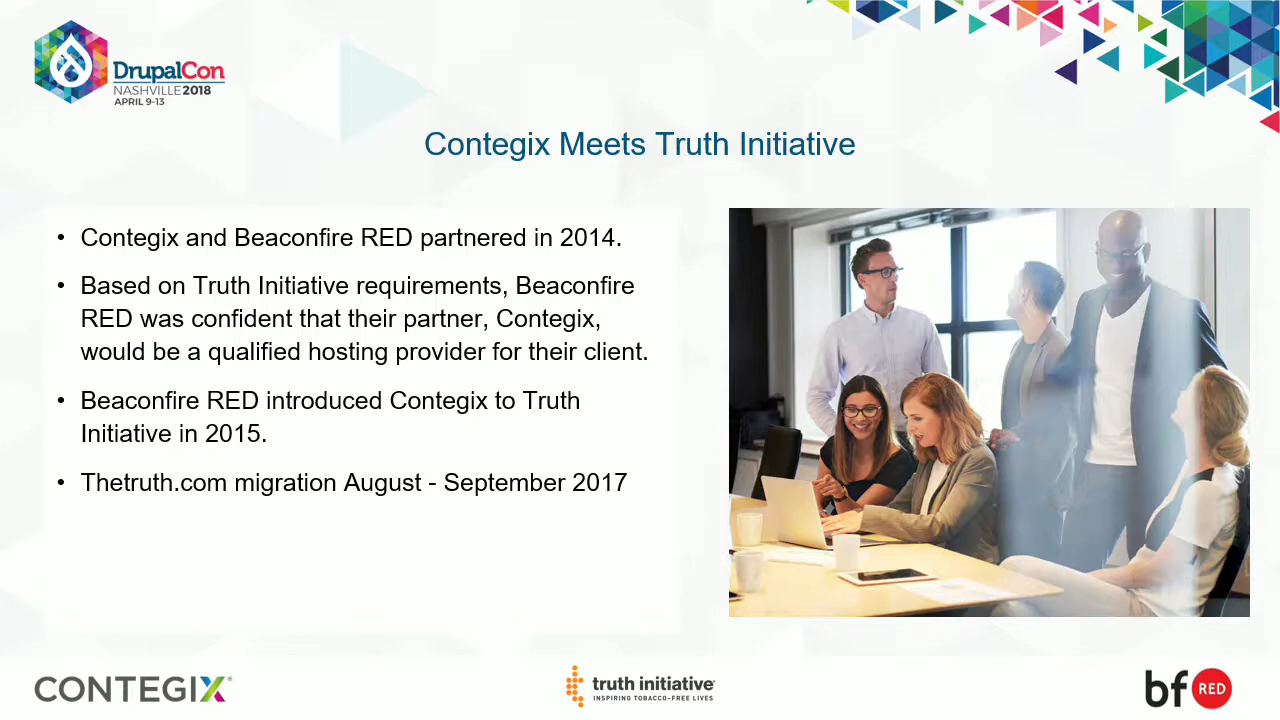 DrupalCon
NASHVILLE 2018
APRIL 9-13
Contegix Meets Truth Initiative
• Contegix and Beaconfire RED partnered in 2014.
• Based on Truth Initiative requirements, Beaconfire
RED was confident that their partner, Contegix,
would be a qualified hosting provider for their client.
• Beaconfire RED introduced Contegix to Truth
Initiative in 2015.
• Thetruth.com migration August - September 2017
CONTEGIX®
truth initiative®
INSPIRING TOBACCO-FREE LIVES
bf RED